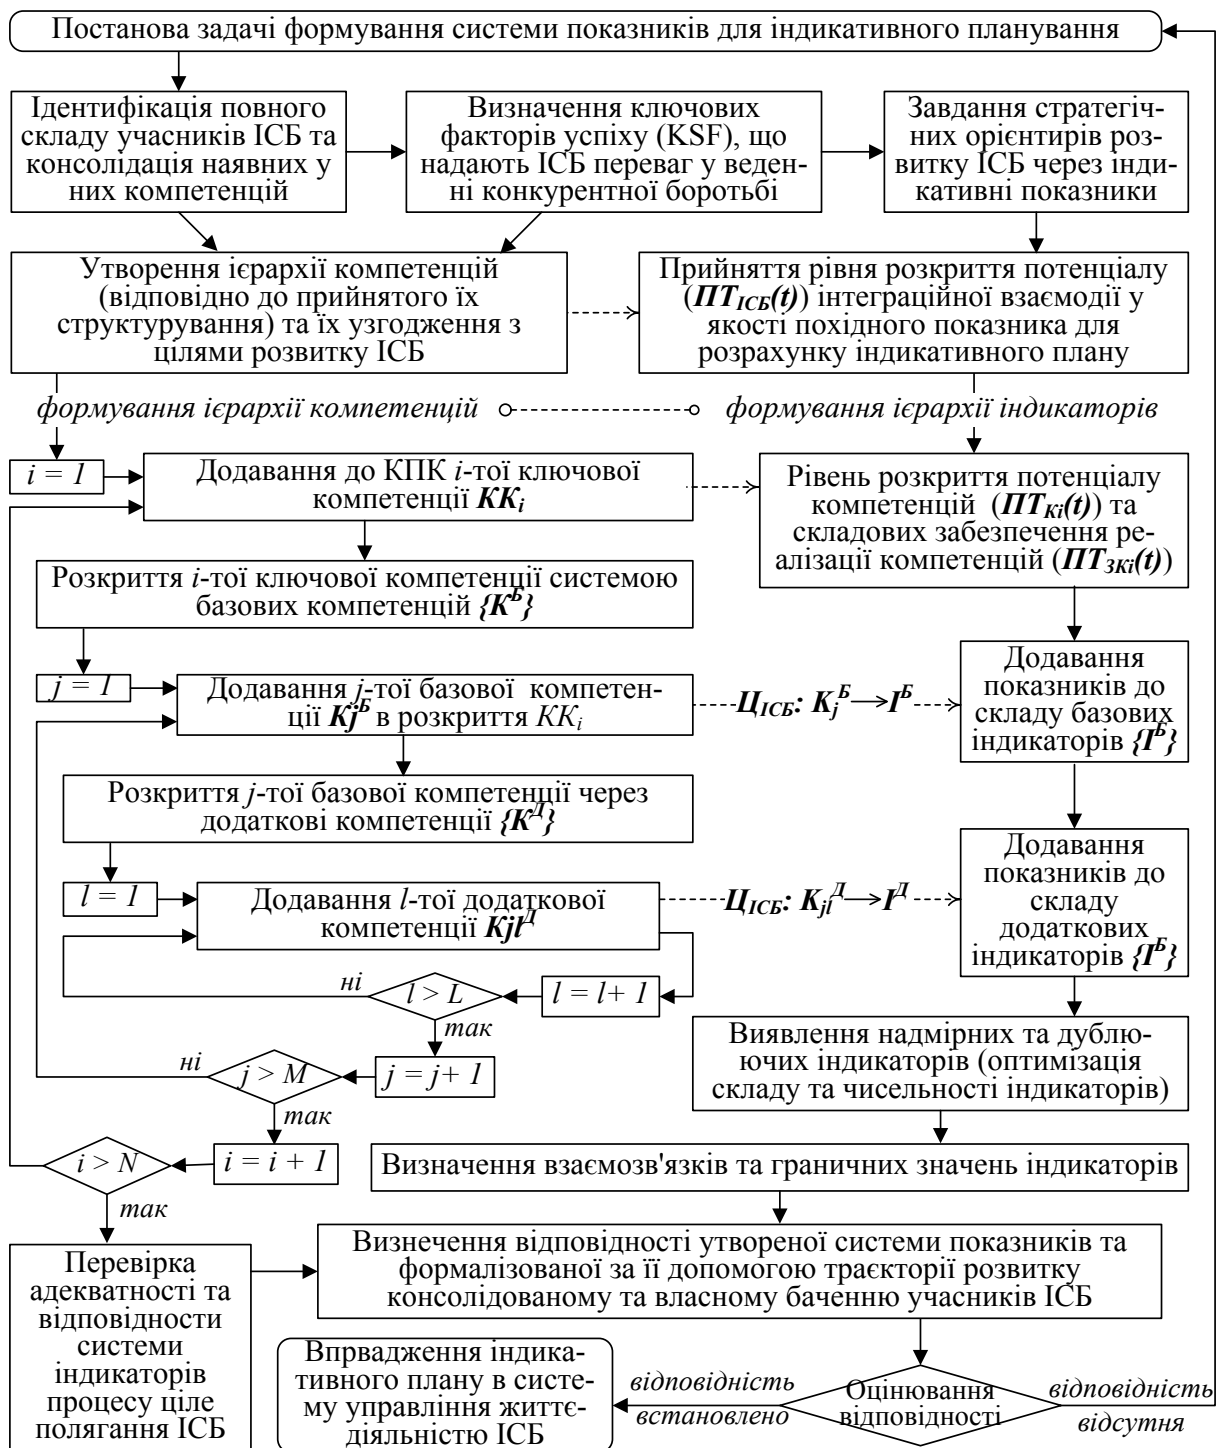 Постанова задачі формування системи показників для індикативного планування
Ідентифікація повного
складу учасників ІСБ та
консолідація наявних у
них компетенцій
Визначення ключових
факторів успіху (KSF), що
надають ІСБ переваг у веден-
ні конкурентної боротьбі
Завдання стратегіч-
них орієнтирів роз-
витку ІСБ через інди-
кативні показники
Утворення ієрархії компетенцій
(відповідно до прийнятого їх
структурування) та їх узгодження з
цілями розвитку ІСБ
Прийняття рівня розкриття потенціалу
(ПТІСБ(t)) інтеграційної взаємодії у
якості похідного показника для
розрахунку індикативного плану
формування ієрархії компетенцій
формування ієрархії індикаторів
i = 1
Додавання до КПК i-тої ключової
компетенції ККi
Рівень розкриття потенціалу
компетенцій (ПТКi(t)) та
складових забезпечення ре-
алізації компетенцій (ПТЗКi(t))
Розкриття i-тої ключової компетенції системою
базових компетенцій {К^Б}
j = 1
Додавання j-тої базової компетен-
ції Кj^Б в розкриття ККi
ЦІСБ: Kj^Б → I^Б
Додавання
показників до
складу базових
індикаторів {I^Б}
Розкриття j-тої базової компетенції через
додаткові компетенції {К^Д}
l = 1
Додавання l-тої додаткової
компетенції Кjl^Д
ЦІСБ: Kjl^Д → I^Д
Додавання
показників до
складу
додаткових
індикаторів {I^Б}
ні
l > L
l = l+ 1
так
ні
j > M
j = j+ 1
так
Виявлення надмірних та дублю-
ючих індикаторів (оптимізація
складу та чисельності індикаторів)
i > N
i = i + 1
так
Визначення взаємозв'язків та граничних значень індикаторів
Перевірка
адекватності та
відповідности
системи
індикаторів
процесу ціле
полягання ІСБ
Визнечення відповідності утвореної системи показників та
формалізованої за її допомогою траєкторії розвитку
консолідованому та власному баченню учасників ІСБ
Впрвадження індика-
тивного плану в систе-
му управління життє-
діяльністю ІСБ
відповідність
встановлено
Оцінювання
відповідності
відповідність
відсутня